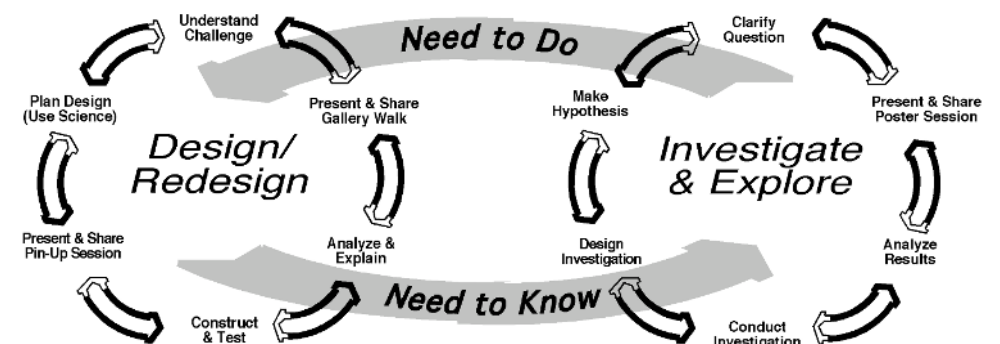 Understand
Challenge
Need to Do
Clarify
Question
Plan Design
(Use Science)
Present & Share
Gallery Walk
Make
Hypothesis
Present & Share
Poster Session
Design/
Redesign
Investigate
& Explore
Present & Share
Pin-Up Session
Analyze &
Explain
Design
Investigation
Analyze
Results
Need to Know
Construct
& Test
Conduct
Investigation